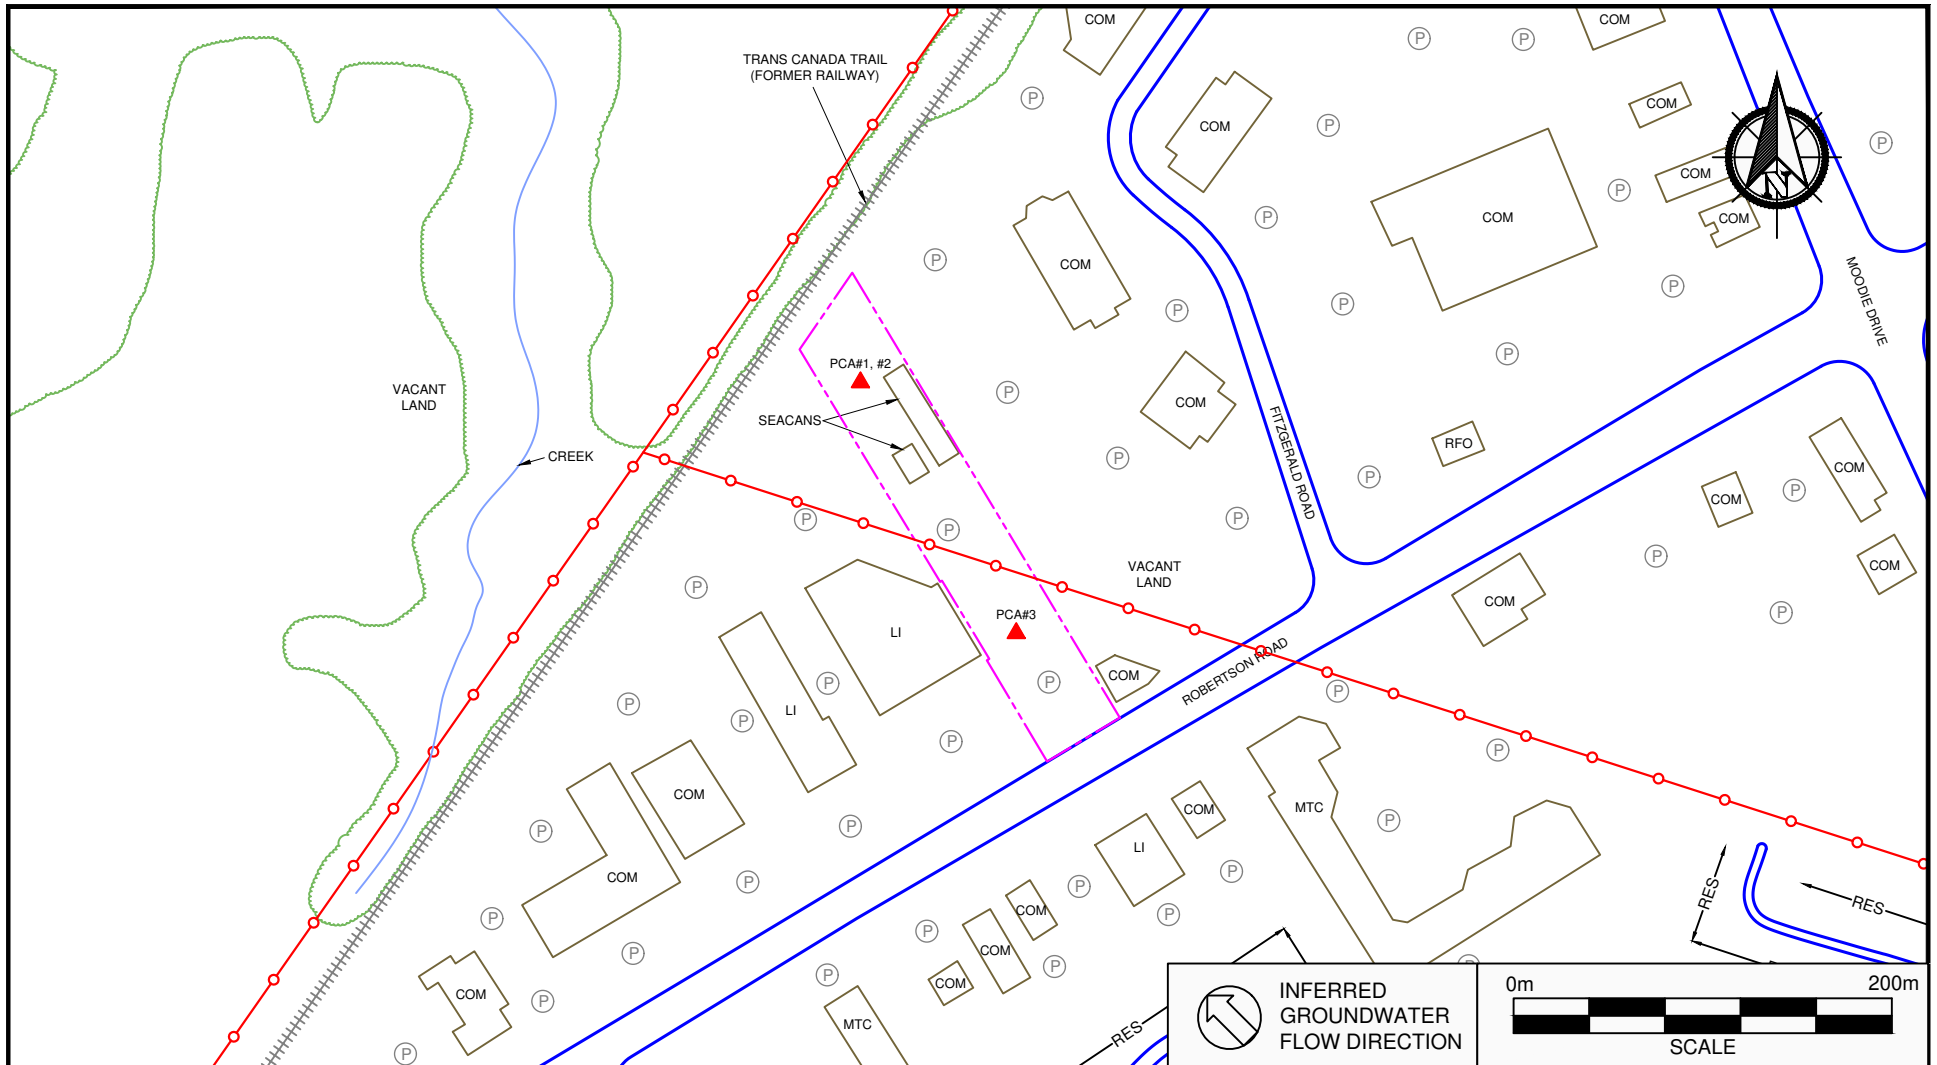 COM
COM
TRANS CANADA TRAIL
(FORMER RAILWAY)
P
P
P
COM
COM
P
COM
P
P
COM
P
COM
P
COM
COM
P
COM
P
MOODIE DRIVE
P
P
P
N
PCA#1, #2
P
VACANT
LAND
P
COM
SEACANS
FITZGERALD ROAD
RFO
CREEK
P
P
COM
P
COM
P
P
P
P
COM
VACANT
LAND
P
COM
P
PCA#3
LI
COM
P
ROBERTSON ROAD
P
P
P
LI
P
P
P
P
COM
COM
P
COM
LI
MTC
P
P
P
P
COM
P
P
RES
RES
P
COM
P
P
COM
P
P
COM
P
COM
P
MTC
P
RES
INFERRED
GROUNDWATER
FLOW DIRECTION
0m
200m
SCALE